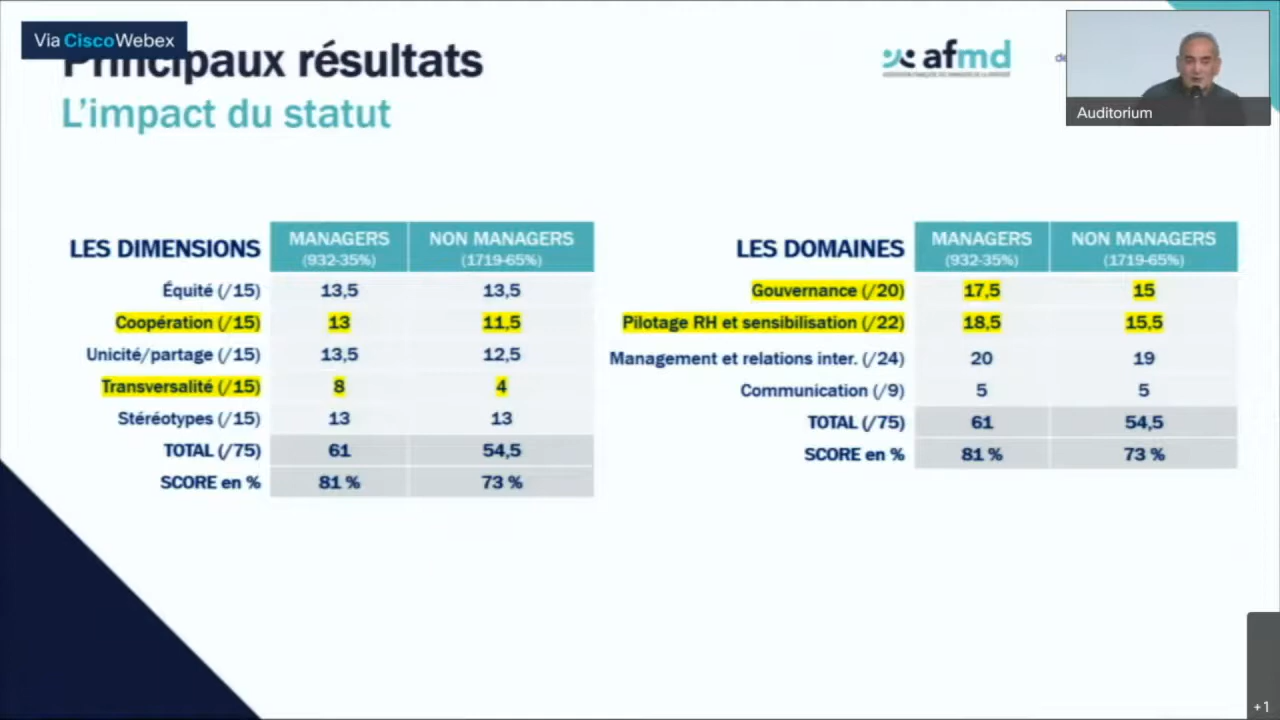 Via CiscoWebex
Principaux résultats
L'impact du statut
afmd
de
Auditorium
LES DIMENSIONS MANAGERS (932-35%) NON MANAGERS (1719-65%)
Équité (/15) 13,5 13,5
Coopération (/15) 13 11,5
Unicité/partage (/15) 13,5 12,5
Transversalité (/15) 8 4
Stéréotypes (/15) 13 13
TOTAL (/75) 61 54,5
SCORE en % 81 % 73 %
LES DOMAINES MANAGERS (932-35%) NON MANAGERS (1719-65%)
Gouvernance (/20) 17,5 15
Pilotage RH et sensibilisation (/22) 18,5 15,5
Management et relations inter. (/24) 20 19
Communication (/9) 5 5
TOTAL (/75) 61 54,5
SCORE en % 81 % 73 %
+1